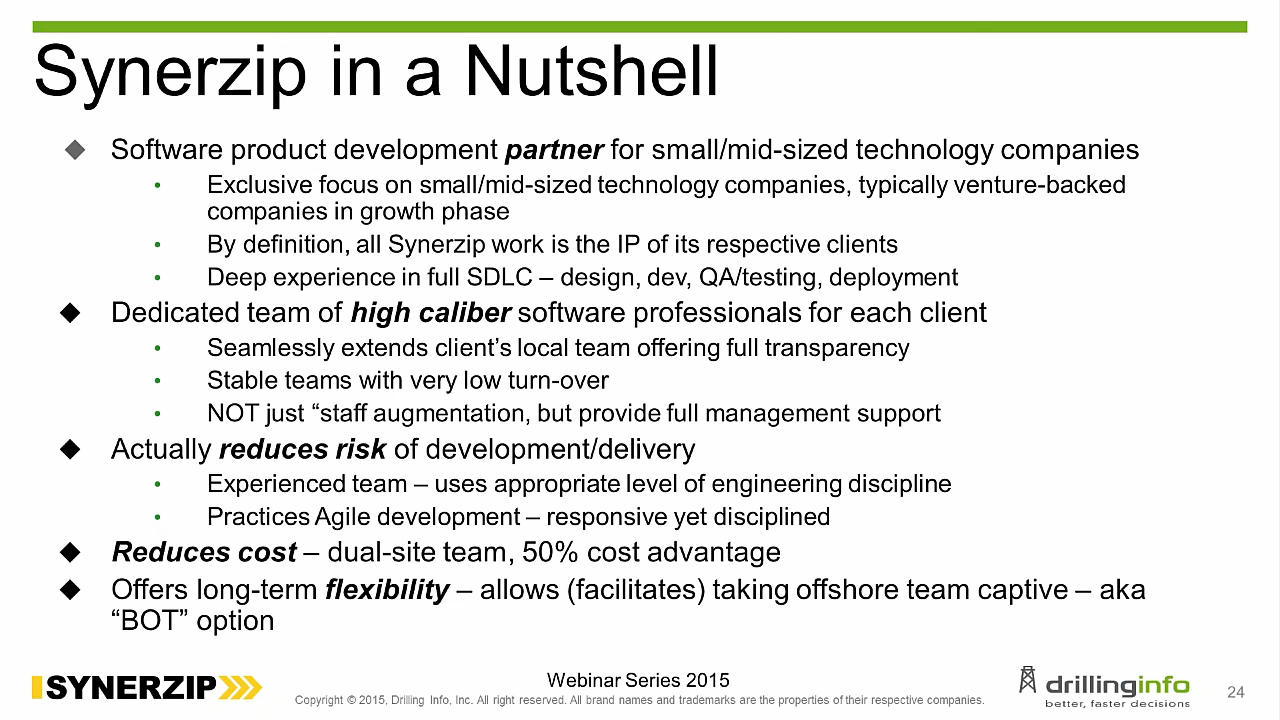 Synerzip in a Nutshell
Software product development partner for small/mid-sized technology companies
Exclusive focus on small/mid-sized technology companies, typically venture-backed
companies in growth phase
By definition, all Synerzip work is the IP of its respective clients
Deep experience in full SDLC – design, dev, QA/testing, deployment
Dedicated team of high caliber software professionals for each client
Seamlessly extends client’s local team offering full transparency
Stable teams with very low turn-over
NOT just “staff augmentation, but provide full management support
Actually reduces risk of development/delivery
Experienced team – uses appropriate level of engineering discipline
Practices Agile development – responsive yet disciplined
Reduces cost – dual-site team, 50% cost advantage
Offers long-term flexibility – allows (facilitates) taking offshore team captive – aka
“BOT” option
SYNERZIP
Webinar Series 2015
Copyright © 2015, Drilling Info, Inc. All right reserved. All brand names and trademarks are the properties of their respective companies.
drillinginfo
better, faster decisions
24